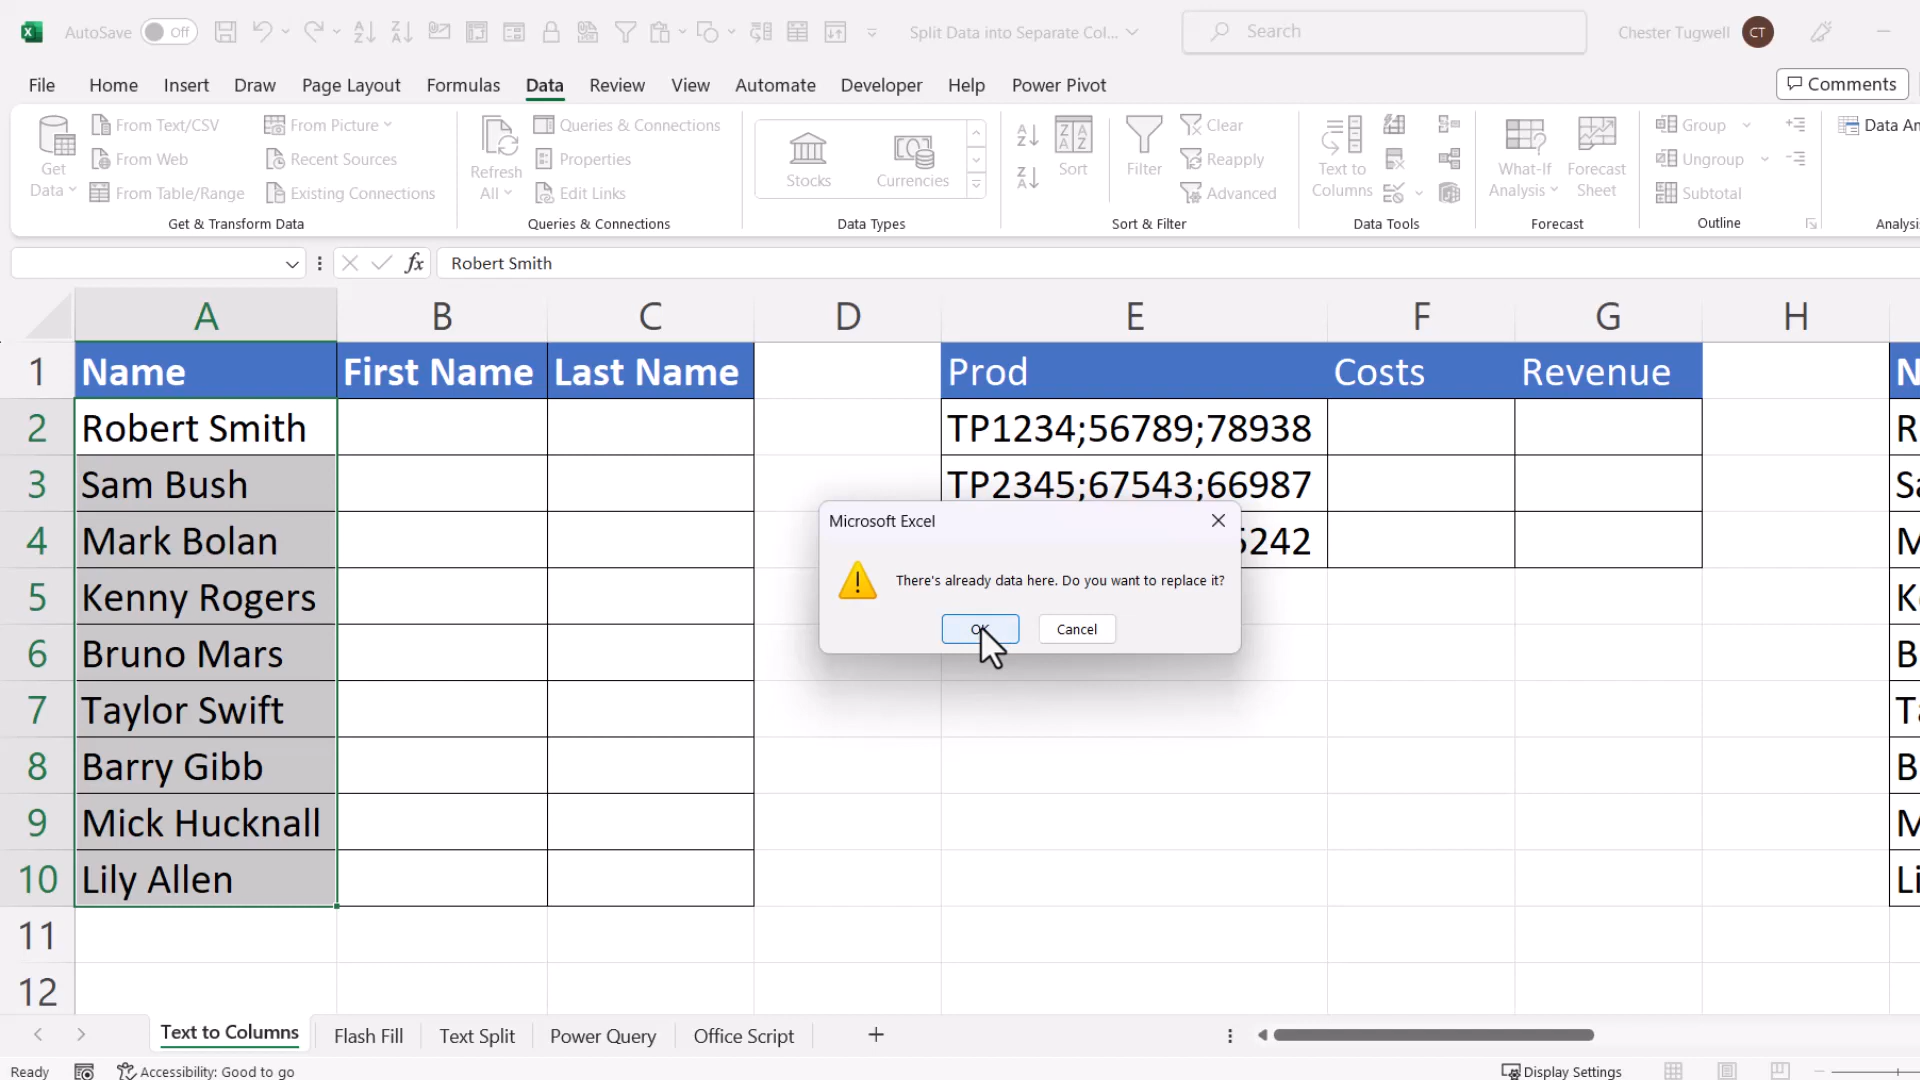 AutoSave Off Split Data into Separate Col... Search Chester Tugwell CT
File Home Insert Draw Page Layout Formulas Data Review View Automate Developer Help Power Pivot Comments
Get Data
From Text/CSV
From Web
From Table/Range
From Picture
Recent Sources
Existing Connections
Get & Transform Data
Refresh All
Queries & Connections
Properties
Edit Links
Queries & Connections
Stocks Currencies
Data Types
Sort
Filter
Clear
Reapply
Advanced
Sort & Filter
Text to Columns
Data Tools
What-If Analysis
Forecast Sheet
Forecast
Group
Ungroup
Subtotal
Outline
Data An
Analysis
fx Robert Smith
A B C D E F G H
1 Name First Name Last Name Prod Costs Revenue N
2 Robert Smith TP1234;56789;78938 R
3 Sam Bush TP2345;67543;66987 Sa
4 Mark Bolan 5242 M
5 Kenny Rogers Ke
6 Bruno Mars B
7 Taylor Swift Ta
8 Barry Gibb B
9 Mick Hucknall M
10 Lily Allen Li
11
12
Microsoft Excel
There's already data here. Do you want to replace it?
OK Cancel
Text to Columns Flash Fill Text Split Power Query Office Script
Ready Accessibility: Good to go Display Settings